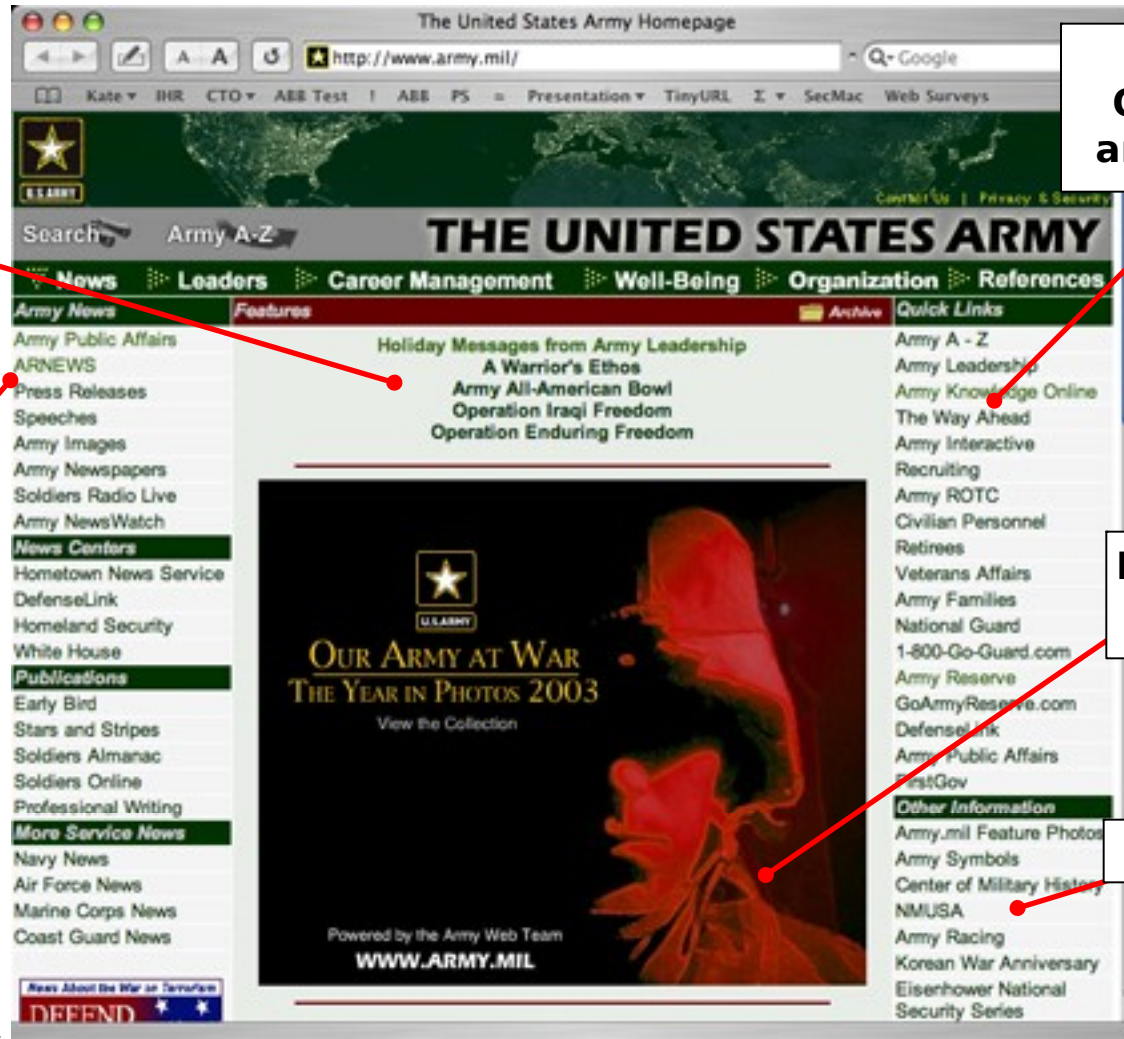 The United States Army Homepage
A A http://www.army.mil/ Q- Google
Kate IHR CTO ABB Test ! ABB PS = Presentation TinyURL Σ SecMac Web Surveys
U.S.ARMY
Contact Us | Privacy & Security
Search Army A-Z THE UNITED STATES ARMY
News Leaders Career Management Well-Being Organization References
Army News
Army Public Affairs
ARNEWS
Press Releases
Speeches
Army Images
Army Newspapers
Soldiers Radio Live
Army NewsWatch
News Centers
Hometown News Service
DefenseLink
Homeland Security
White House
Publications
Early Bird
Stars and Stripes
Soldiers Almanac
Soldiers Online
Professional Writing
More Service News
Navy News
Air Force News
Marine Corps News
Coast Guard News
News About the War on Terrorism
DEFEND
Features Archive
Holiday Messages from Army Leadership
A Warrior's Ethos
Army All-American Bowl
Operation Iraqi Freedom
Operation Enduring Freedom
U.S.ARMY
OUR ARMY AT WAR
THE YEAR IN PHOTOS 2003
View the Collection
Powered by the Army Web Team
WWW.ARMY.MIL
Quick Links
Army A - Z
Army Leadership
Army Knowledge Online
The Way Ahead
Army Interactive
Recruiting
Army ROTC
Civilian Personnel
Retirees
Veterans Affairs
Army Families
National Guard
1-800-Go-Guard.com
Army Reserve
GoArmyReserve.com
DefenseLink
Army Public Affairs
FirstGov
Other Information
Army.mil Feature Photos
Army Symbols
Center of Military History
NMUSA
Army Racing
Korean War Anniversary
Eisenhower National
Security Series